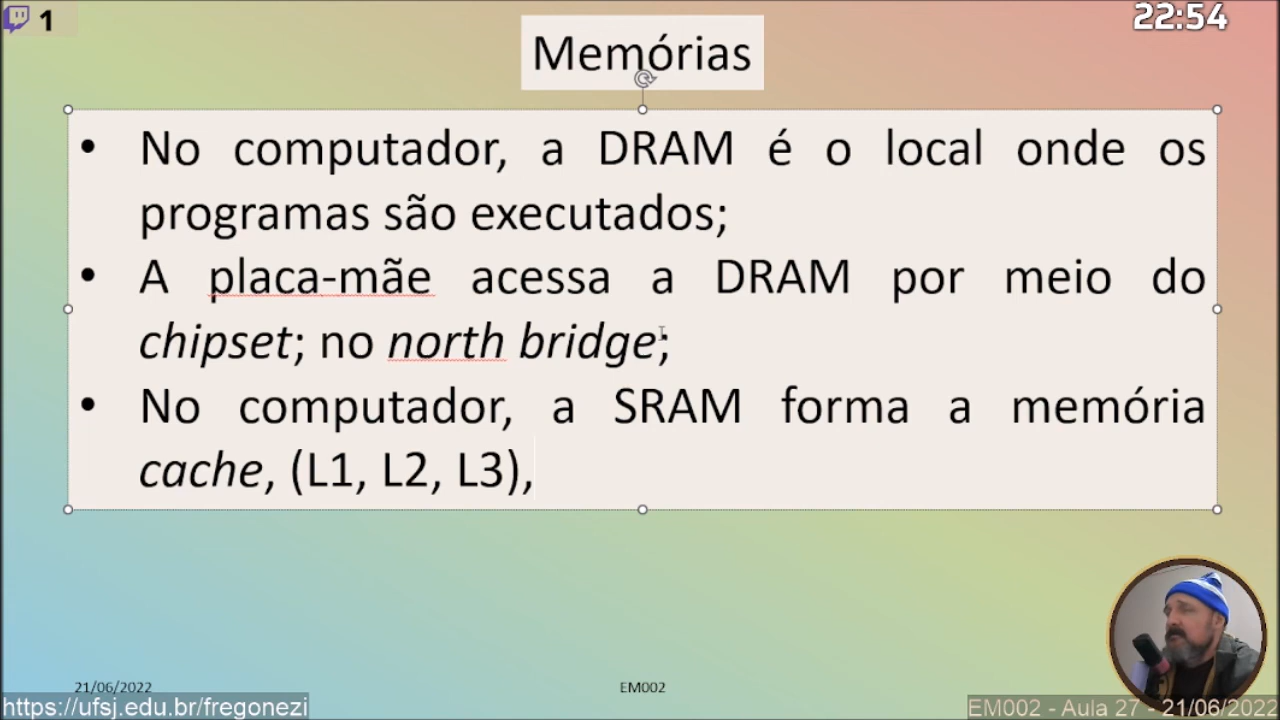 1
22:54
Memórias
• No computador, a DRAM é o local onde os
programas são executados;
• A placa-mãe acessa a DRAM por meio do
chipset; no north bridge;
• No computador, a SRAM forma a memória
cache, (L1, L2, L3),
21/06/2022
EM002
https://ufsj.edu.br/fregonezi
EM002 - Aula 27 - 21/06/2022